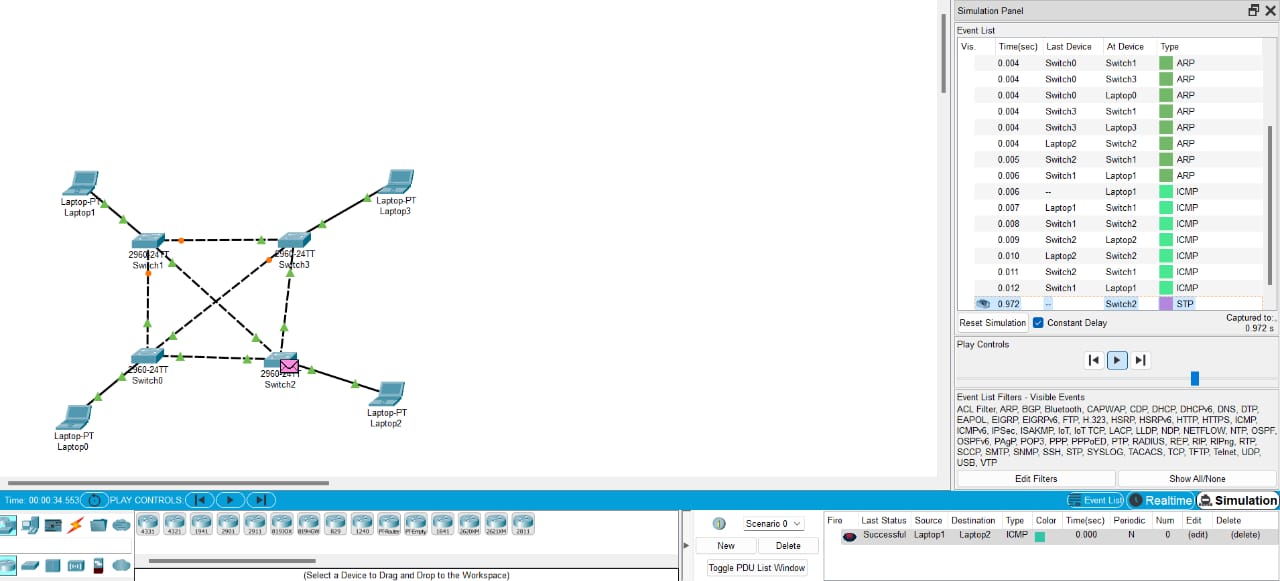 Simulation Panel
Event List
Vis. Time(sec) Last Device At Device Type
0.004 Switch0 Switch1 ARP
0.004 Switch0 Switch3 ARP
0.004 Switch0 Laptop0 ARP
0.004 Switch3 Switch1 ARP
0.004 Switch3 Laptop3 ARP
0.004 Laptop2 Switch2 ARP
0.005 Switch2 Switch1 ARP
0.006 Switch1 Laptop1 ARP
0.006 -- Laptop1 ICMP
0.007 Laptop1 Switch1 ICMP
0.008 Switch1 Switch2 ICMP
0.009 Switch2 Laptop2 ICMP
0.010 Laptop2 Switch2 ICMP
0.011 Switch2 Switch1 ICMP
0.012 Switch1 Laptop1 ICMP
0.972 -- Switch2 STP
Reset Simulation Constant Delay Captured to:
0.972 s
Play Controls
Event List Filters - Visible Events
ACL Filter, ARP, BGP, Bluetooth, CAPWAP, CDP, DHCP, DHCPv6, DNS, DTP,
EAPOL, EIGRP, EIGRPv6, FTP, H.323, HSRP, HSRPv6, HTTP, HTTPS, ICMP,
ICMPv6, IPSec, ISAKMP, IoT, IoT TCP, LACP, LLDP, NDP, NETFLOW, NTP, OSPF,
OSPFv6, PAgP, POP3, PPP, PPPoED, PTP, RADIUS, REP, RIP, RIPng, RTP,
SCCP, SMTP, SNMP, SSH, STP, SYSLOG, TACACS, TCP, TFTP, Telnet, UDP,
USB, VTP
Edit Filters Show All/None
Laptop-PT
Laptop1
Laptop-PT
Laptop3
2960-24TT
Switch1
2960-24TT
Switch3
2960-24TT
Switch0
2960-24TT
Switch2
Laptop-PT
Laptop2
Laptop-PT
Laptop0
Time: 00:00:34.553 PLAY CONTROLS: Event List Realtime Simulation
4331 4321 1941 2901 2911 819IOX 819HGW 829 1240 PT-Router PT-Empty 1841 2620XM 2621XM 2811
(Select a Device to Drag and Drop to the Workspace)
Scenario 0
New Delete
Toggle PDU List Window
Fire Last Status Source Destination Type Color Time(sec) Periodic Num Edit Delete
Successful Laptop1 Laptop2 ICMP 0.000 N 0 (edit) (delete)